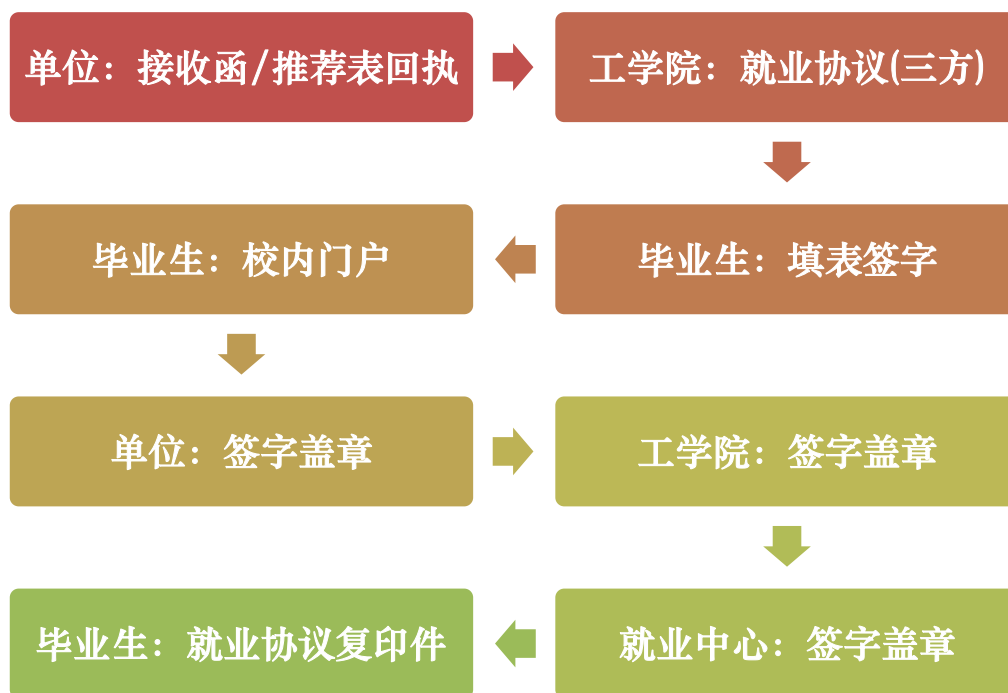 单位：接收函/推荐表回执
工学院：就业协议(三方)
毕业生：填表签字
毕业生：校内门户
单位：签字盖章
工学院：签字盖章
就业中心：签字盖章
毕业生：就业协议复印件